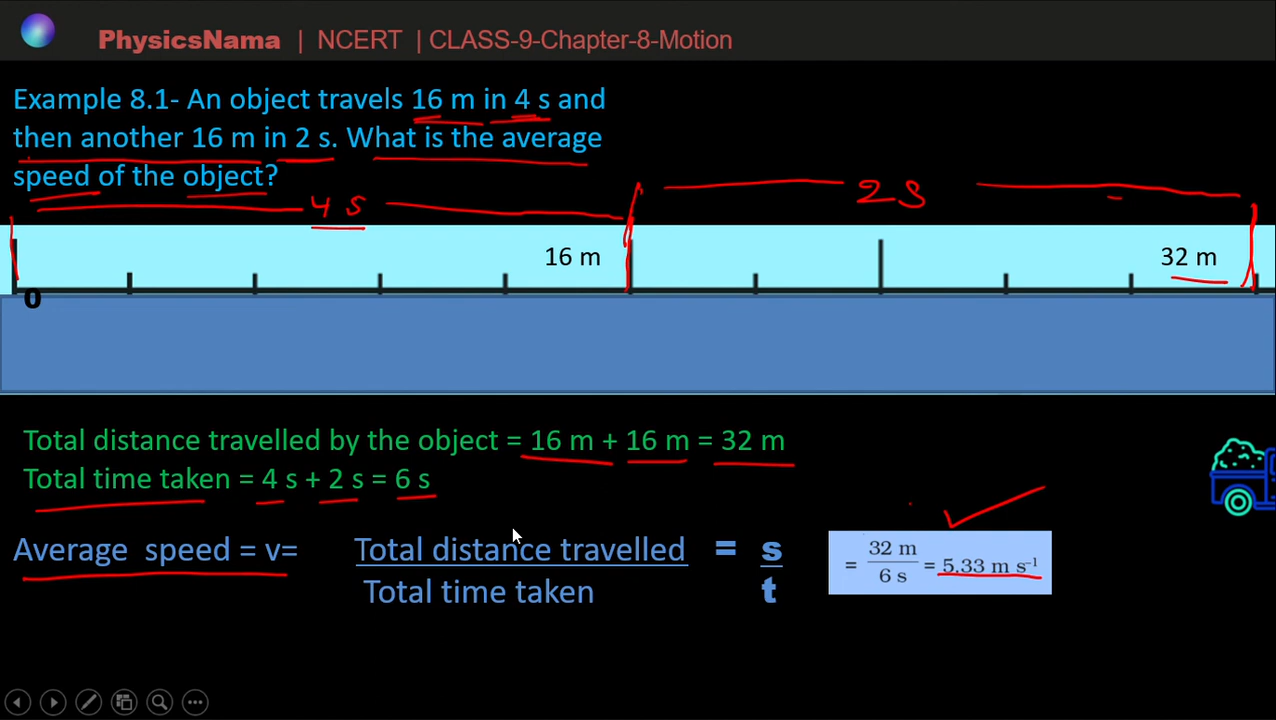 PhysicsNama | NCERT | CLASS-9-Chapter-8-Motion
Example 8.1- An object travels 16 m in 4 s and
then another 16 m in 2 s. What is the average
speed of the object?
4 s 2 s
16 m 32 m
0
Total distance travelled by the object = 16 m + 16 m = 32 m
Total time taken = 4 s + 2 s = 6 s
Average speed = v= Total distance travelled = s = 32 m = 5.33 m s⁻¹
Total time taken t 6 s